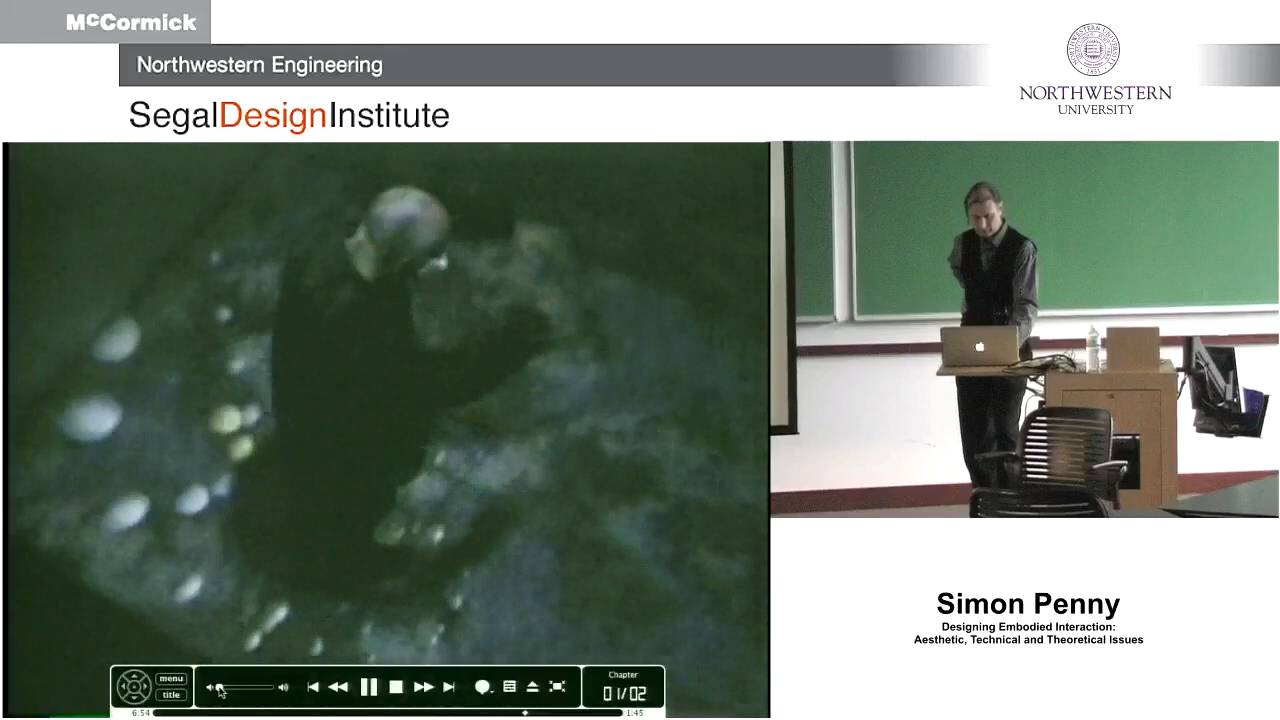 McCormick
Northwestern Engineering
SegalDesignInstitute
NORTHWESTERN
UNIVERSITY
menu
title
Chapter
01/02
6:54
1:45
Simon Penny
Designing Embodied Interaction:
Aesthetic, Technical and Theoretical Issues